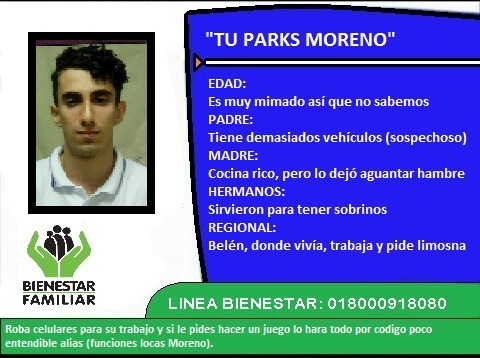 "TU PARKS MORENO"
EDAD:
Es muy mimado así que no sabemos
PADRE:
Tiene demasiados vehículos (sospechoso)
MADRE:
Cocina rico, pero lo dejó aguantar hambre
HERMANOS:
Sirvieron para tener sobrinos
REGIONAL:
Belén, donde vivía, trabaja y pide limosna
BIENESTAR
FAMILIAR
LINEA BIENESTAR: 018000918080
Roba celulares para su trabajo y si le pides hacer un juego lo hara todo por codigo poco
entendible alias (funciones locas Moreno).